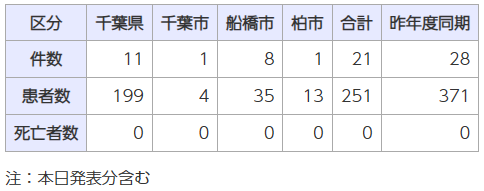 区分 千葉県 千葉市 船橋市 柏市 合計 昨年度同期
件数 11 1 8 1 21 28
患者数 199 4 35 13 251 371
死亡者数 0 0 0 0 0 0
注：本日発表分含む